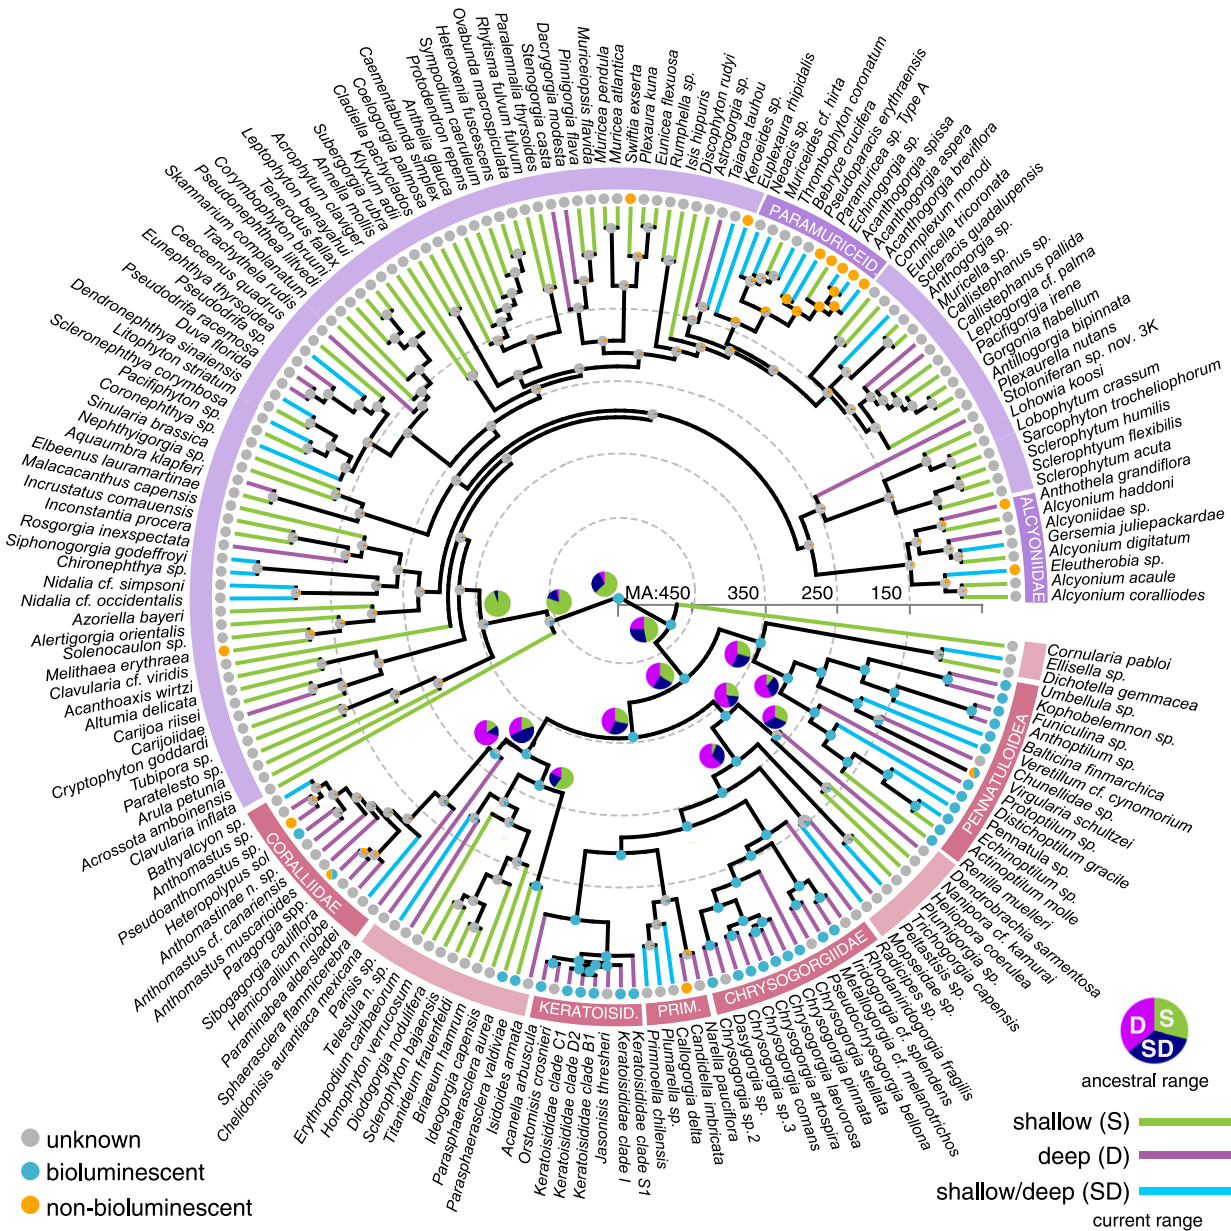 Acrossota amboinensis
Arula petunia
Paratelesto sp.
Tubipora sp.
Cryptophyton goddardi
Carijoidae
Carijoa riisei
Altumia delicata
Acanthoaxis wirtzi
Clavularia cf. viridis
Melithaea erythraea
Solenocaulon sp.
Alertigorgia orientalis
Azoriella bayeri
Nidalia cf. occidentalis
Nidalia cf. simpsoni
Chironephthya sp.
Siphonogorgia godeffroyi
Rosgorgia inexspectata
Inconstantia procera
Incrustatus comauensis
Malacacanthus capensis
Elbeenus lauramartinae
Aquaumbra klapferi
Nephthyigorgia sp.
Sinularia brassica
Coronephthya sp.
Pacifiphyton sp.
Scleronephthya corymbosa
Litophyton striatum
Dendronephthya sinaiensis
Duva florida
Pseudodrifa racemosa
Pseudodrifa sp.
Eunephthya thyrsoidea
Ceeceenus quadrus
Trachythela rudis
Skamnarium complanatum
Pseudonephthea litvedi
Corymbophyton bruuni
Tenerodus fallax
Leptophyton benayahui
Acrophytum claviger
Annella mollis
Subergorgia rubra
Klyxum adii
Cladiella pachyclados
Coelogorgia palmosa
Caementabunda simplex
Anthelia glauca
Protodendron repens
Sympodium caeruleum
Heteroxenia fuscescens
Ovabunda macrospiculata
Rhytisma fulvum fulvum
Paralemnalia thyrsoides
Stenogorgia casta
Dacrygorgia modesta
Pinnigorgia flava
Muriceiopsis flavida
Muricea pendula
Muricea atlantica
Swiftia exserta
Plexaura kuna
Eunicea flexuosa
Rumphella sp.
Isis hippuris
Discophyton rudyi
Astrogorgia sp.
Taiaroa tauhou
Keroeides sp.
Euplexaura rhipidalis
Neoacis sp.
Muriceides cf. hirta
Thrombophyton coronatum
Bebryce crucifera
Pseudoparacis erythraensis
Paramuricea sp. Type A
Echinogorgia sp.
Acanthogorgia spissa
Acanthogorgia aspera
Acanthogorgia breviflora
Complexum monodi
Eunicella tricoronata
Scleracis guadalupensis
Anthogorgia sp.
Muricella sp.
Callistephanus sp.
Callistephanus pallida
Leptogorgia cf. palma
Pacifigorgia irene
Gorgonia flabellum
Antillogorgia bipinnata
Plexaurella nutans
Stoloniferan sp. nov. 3K
Lohowia koosi
Lobophytum crassum
Sarcophyton trocheliophorum
Sclerophytum humilis
Sclerophytyum flexibilis
Sclerophytum acuta
Anthothela grandiflora
Alcyonium haddoni
Alcyoniidae sp.
Gersemia juliepackardae
Alcyonium digitatum
Eleutherobia sp.
Alcyonium acaule
Alcyonium coralliodes
PARAMURICEID.
ALCYONIIDAE
MA:450
350
250
150
Cornularia pabloi
Ellisella sp.
Dichotella gemmacea
Umbellula sp.
Kophobelemnon sp.
Funiculina sp.
Anthoptilum sp.
Balticina finmarchica
Veretillum cf. cynomorium
Chunellidae sp.
Virgularia schultzei
Protoptilum sp.
Distichoptilum gracile
Pennatula sp.
Echinoptilum sp.
Actinoptilum molle
Renilla muelleri
Dendrobrachia sarmentosa
Nanipora cf. kamurai
Heliopora coerulea
Plumigorgia sp.
Trichogorgia capensis
Peltastisis sp.
Mopseidae sp.
Radicipes sp.
Rhodaniridogorgia fragilis
Iridogorgia cf. splendens
Metallogorgia cf. melanotrichos
Pseudochrysogorgia bellona
Chrysogorgia stellata
Chrysogorgia pinnata
Chrysogorgia laevorosa
Chrysogorgia artospira
Chrysogorgia comans
Chrysogorgia sp.3
Dasygorgia sp.
Chrysogorgia sp.2
Narella pauciflora
Candidella imbricata
Callogorgia delta
Plumarella sp.
Primnoella chilensis
Keratoisididae clade S1
Keratoisididae clade I
Jasonisis thresheri
Keratoisididae clade B1
Keratoisididae clade D2
Keratoisididae clade C1
Orstomisis crosnieri
Acanella arbuscula
Isidoides armata
Parasphaerasclera valdiviae
Parasphaerasclera aurea
Ideogorgia capensis
Briareum hamrum
Titanideum frauenfeldi
Sclerophyton bajaensis
Diodogorgia nodulifera
Homophyton verrucosum
Erythropodium caribaeorum
Telestula n. sp.
Parisis sp.
Chelidonisis aurantiaca mexicana
Sphaerasclera flammicerebra
Paraminabea aldersladei
Hemicorallium niobe
Sibogagorgia cauliflora
Paragorgia spp.
Anthomastus muscarioides
Anthomastus cf. canariensis
Anthomastinae n. sp.
Heteropolypus sol
Pseudoanthomastus sp.
Anthomastus sp.
Bathyalcyon sp.
Clavularia inflata
PENNATULOIDEA
CHRYSOGORGIIDAE
PRIM.
KERATOISID.
CORALLIIDAE
unknown
bioluminescent
non-bioluminescent
D S
SD
ancestral range
shallow (S)
deep (D)
shallow/deep (SD)
current range